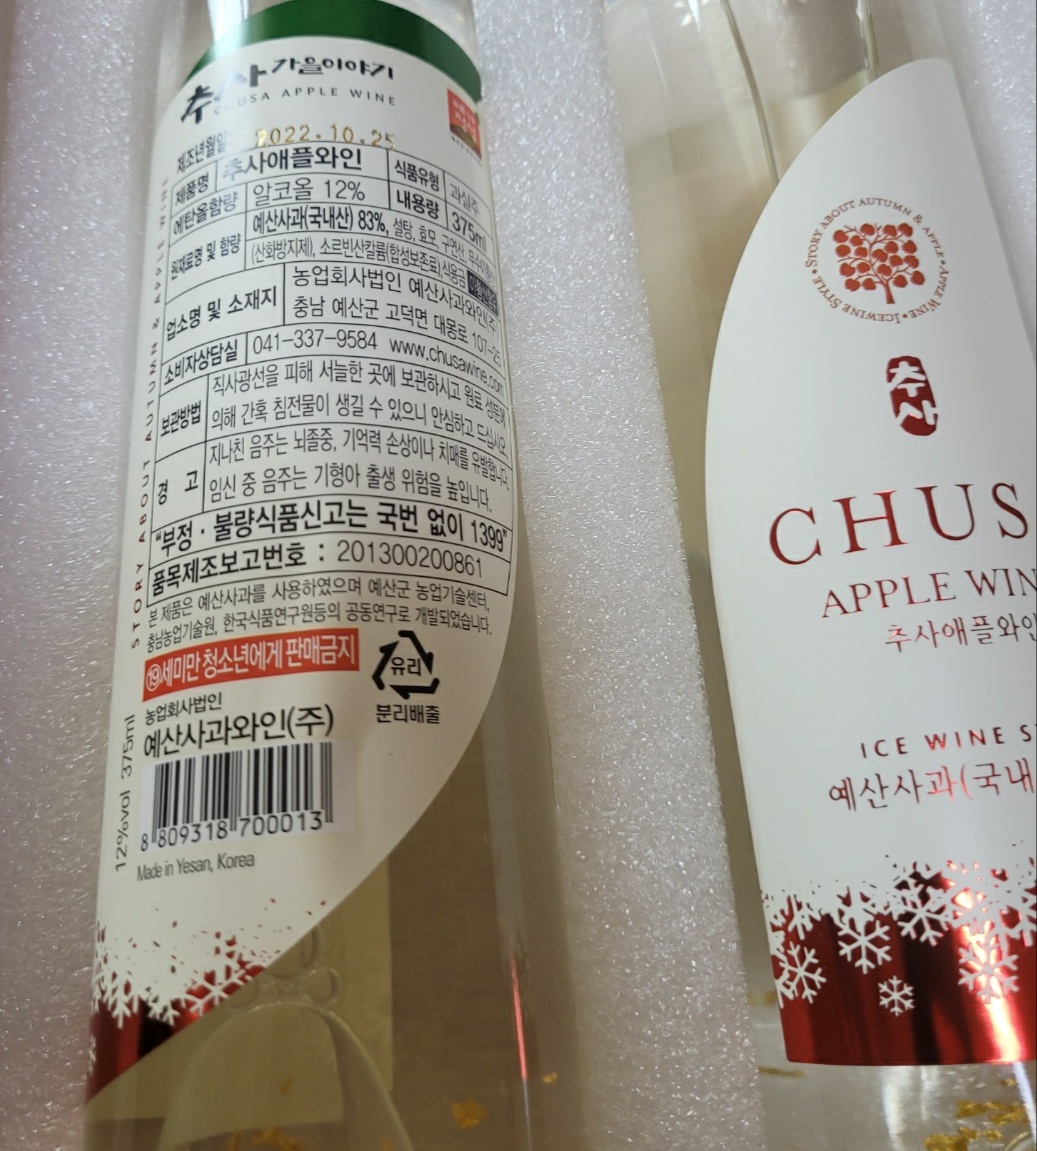 추사 가을이야기
CHUSA APPLE WINE
제조년월일: 2022.10.25
제품명 추사애플와인 식품유형 과실주
에탄올함량 알코올 12% 내용량 375ml
원재료명 및 함량 예산사과(국내산) 83%, 설탕, 효모, 구연산,
(산화방지제), 소르빈산칼륨(합성보존료), 식용금
업소명 및 소재지 농업회사법인 예산사과와인(주)
충남 예산군 고덕면 대몽로 107-25
소비자상담실 041-337-9584 www.chusawine.com
보관방법 직사광선을 피해 서늘한 곳에 보관하시고 원료 성분에
의해 간혹 침전물이 생길 수 있으니 안심하고 드십시오.
경 고 지나친 음주는 뇌졸중, 기억력 손상이나 치매를 유발합니다.
임신 중 음주는 기형아 출생 위험을 높입니다.
"부정·불량식품신고는 국번 없이 1399"
품목제조보고번호 : 201300200861
본 제품은 예산사과를 사용하였으며 예산군 농업기술센터,
충남농업기술원, 한국식품연구원등의 공동연구로 개발되었습니다.
⑲세미만 청소년에게 판매금지
유리
분리배출
농업회사법인
예산사과와인(주)
8 809318 700013
Made in Yesan, Korea
12%vol 375ml
STORY ABOUT AUTUMN & APPLE WINE
STORY ABOUT AUTUMN & APPLE • APPLE WINE • ICEWINE STYLE •
추사
CHUS
APPLE WIN
추사애플와인
ICE WINE S
예산사과(국내